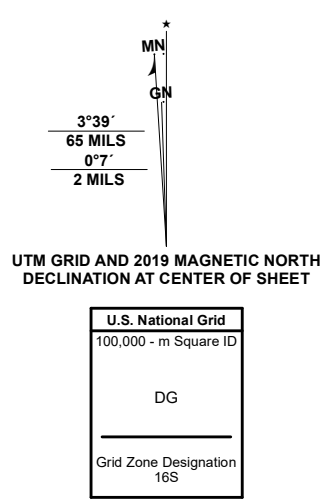 ★
MN
GN
3°39´
65 MILS
0°7´
2 MILS
UTM GRID AND 2019 MAGNETIC NORTH
DECLINATION AT CENTER OF SHEET
U.S. National Grid
100,000 - m Square ID
DG
Grid Zone Designation
16S